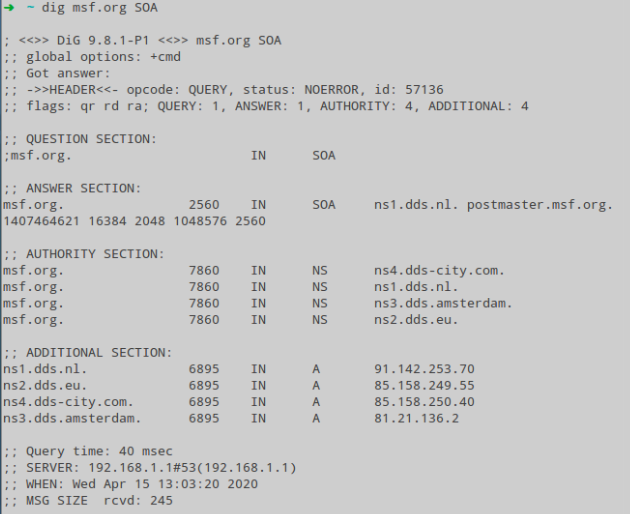 ➜ ~ dig msf.org SOA
; <<>> DiG 9.8.1-P1 <<>> msf.org SOA
;; global options: +cmd
;; Got answer:
;; ->>HEADER<<- opcode: QUERY, status: NOERROR, id: 57136
;; flags: qr rd ra; QUERY: 1, ANSWER: 1, AUTHORITY: 4, ADDITIONAL: 4
;; QUESTION SECTION:
;msf.org. IN SOA
;; ANSWER SECTION:
msf.org. 2560 IN SOA ns1.dds.nl. postmaster.msf.org.
1407464621 16384 2048 1048576 2560
;; AUTHORITY SECTION:
msf.org. 7860 IN NS ns4.dds-city.com.
msf.org. 7860 IN NS ns1.dds.nl.
msf.org. 7860 IN NS ns3.dds.amsterdam.
msf.org. 7860 IN NS ns2.dds.eu.
;; ADDITIONAL SECTION:
ns1.dds.nl. 6895 IN A 91.142.253.70
ns2.dds.eu. 6895 IN A 85.158.249.55
ns4.dds-city.com. 6895 IN A 85.158.250.40
ns3.dds.amsterdam. 6895 IN A 81.21.136.2
;; Query time: 40 msec
;; SERVER: 192.168.1.1#53(192.168.1.1)
;; WHEN: Wed Apr 15 13:03:20 2020
;; MSG SIZE rcvd: 245